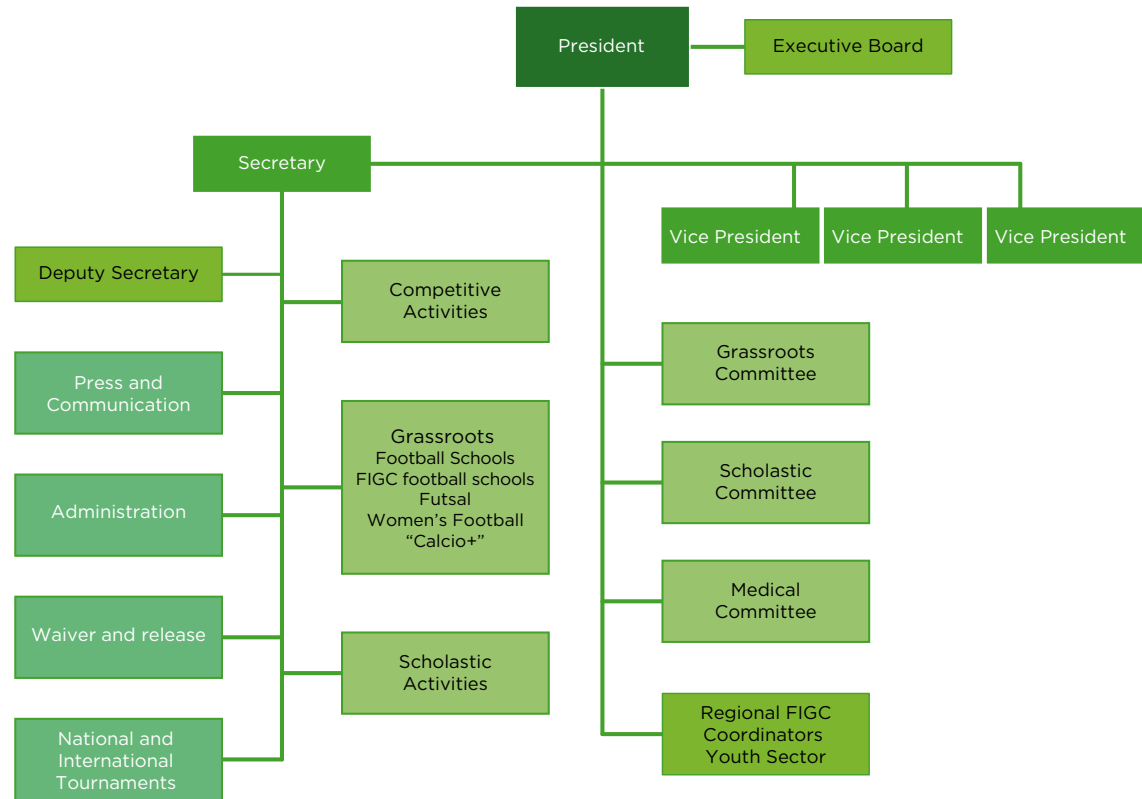 President
Executive Board
Secretary
Vice President
Vice President
Vice President
Deputy Secretary
Competitive
Activities
Press and
Communication
Grassroots
Football Schools
FIGC football schools
Futsal
Women’s Football
“Calcio+”
Administration
Waiver and release
Scholastic
Activities
National and
International
Tournaments
Grassroots
Committee
Scholastic
Committee
Medical
Committee
Regional FIGC
Coordinators
Youth Sector